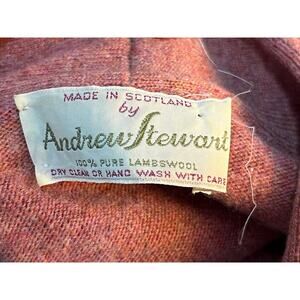 MADE IN SCOTLAND
by
Andrew Stewart
100% PURE LAMBSWOOL
DRY CLEAN OR HAND WASH WITH CARE